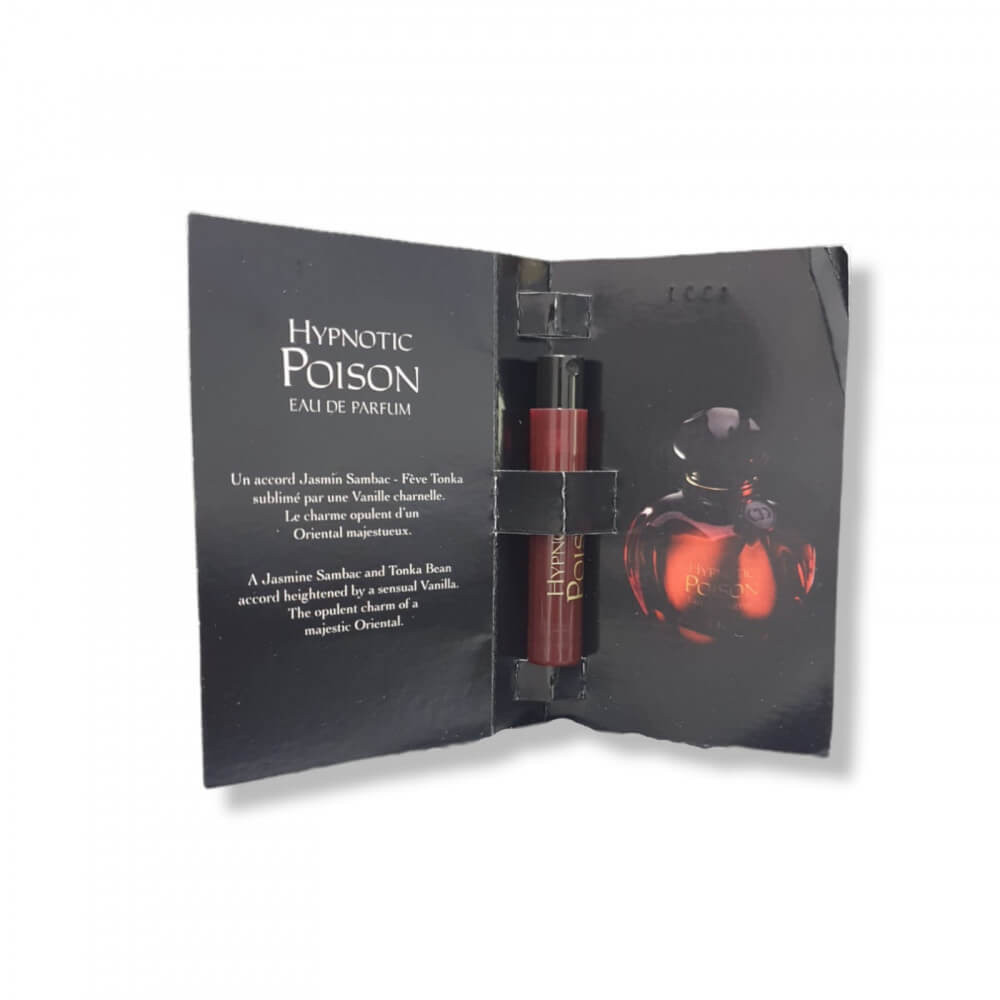 HYPNOTIC
POISON
EAU DE PARFUM
Un accord Jasmin Sambac - Fève Tonka
sublimé par une Vanille charnelle.
Le charme opulent d'un
Oriental majestueux.
A Jasmine Sambac and Tonka Bean
accord heightened by a sensual Vanilla.
The opulent charm of a
majestic Oriental.
HYPNO
POIS
HYPNOTIC
POISON